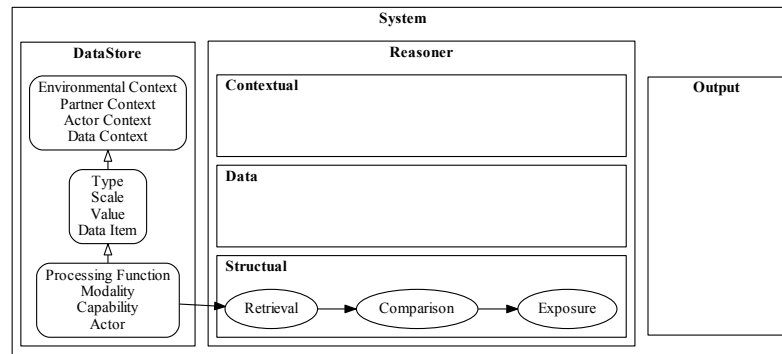 System
DataStore
Environmental Context
Partner Context
Actor Context
Data Context
Type
Scale
Value
Data Item
Processing Function
Modality
Capability
Actor
Reasoner
Contextual
Data
Structual
Retrieval
Comparison
Exposure
Output